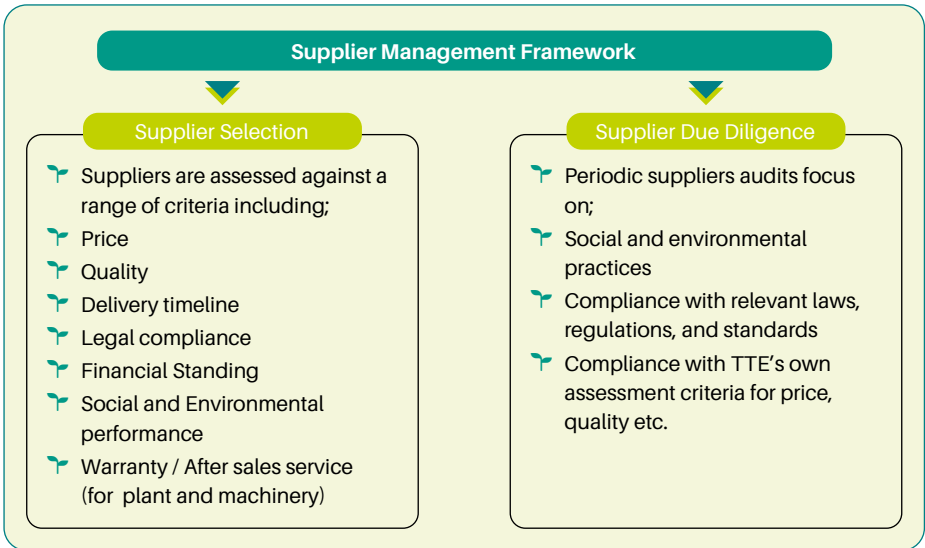 Supplier Management Framework
Supplier Selection
Suppliers are assessed against a
range of criteria including;
Price
Quality
Delivery timeline
Legal compliance
Financial Standing
Social and Environmental
performance
Warranty / After sales service
(for plant and machinery)
Supplier Due Diligence
Periodic suppliers audits focus
on;
Social and environmental
practices
Compliance with relevant laws,
regulations, and standards
Compliance with TTE’s own
assessment criteria for price,
quality etc.